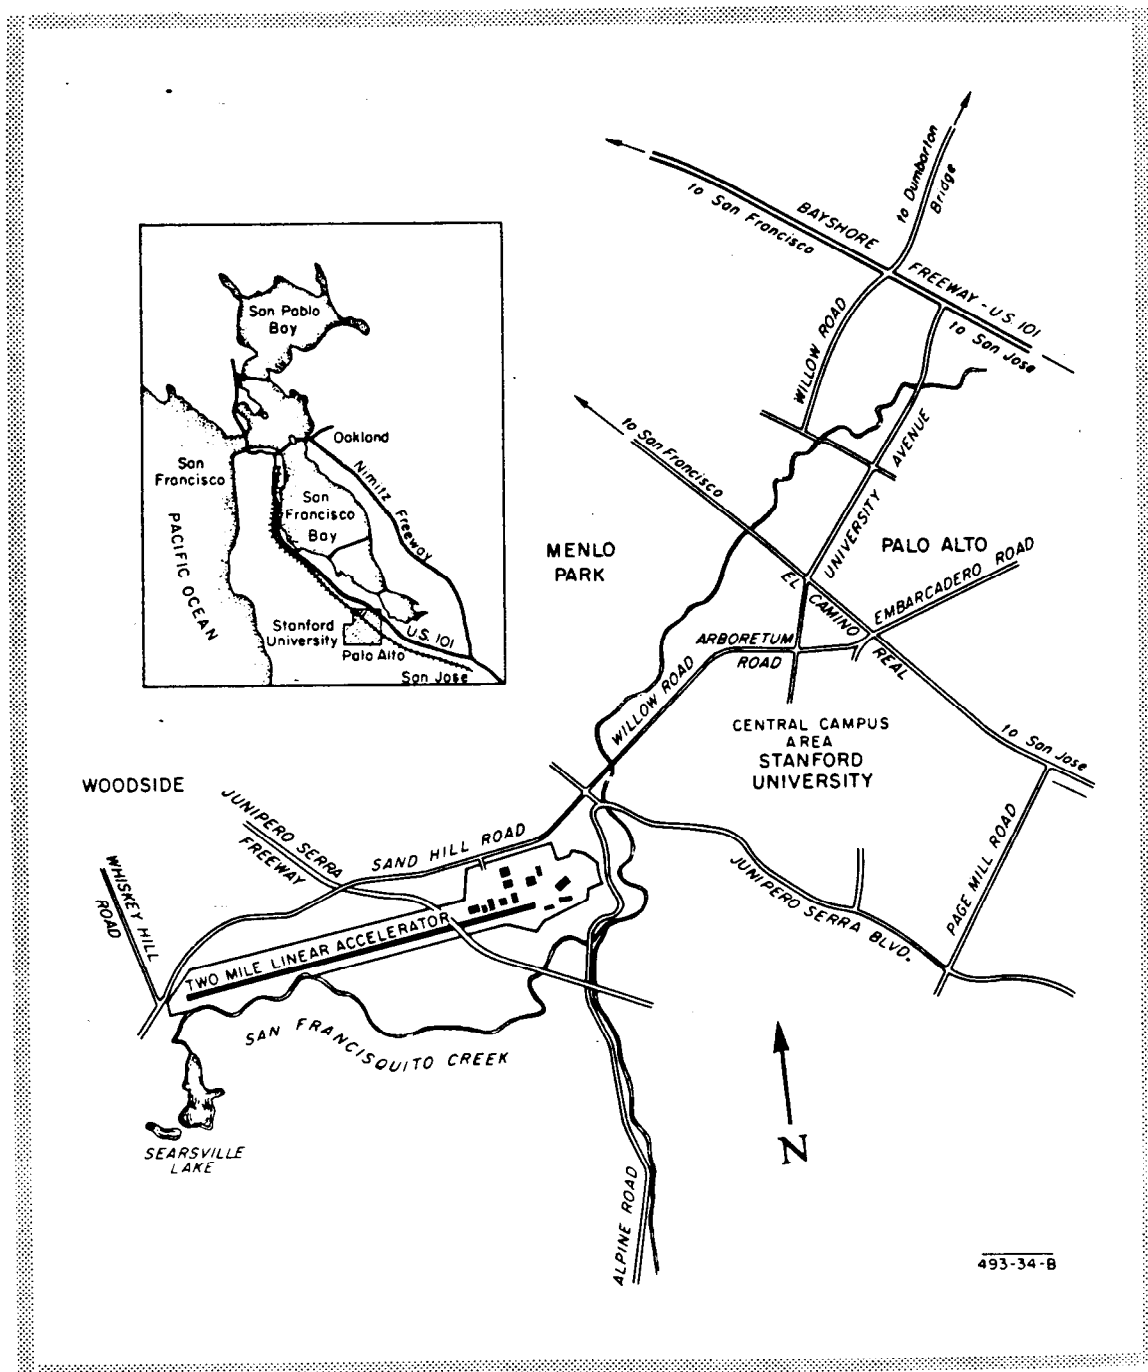 to Dumbarton
Bridge
BAYSHORE
to San Francisco
FREEWAY - U.S. 101
to San Jose
WILLOW ROAD
San Pablo
Bay
Oakland
San
Francisco
Nimitz Freeway
San
Francisco
Bay
PACIFIC OCEAN
Stanford
University
U.S. 101
Palo Alto
San Jose
to San Francisco
UNIVERSITY AVENUE
MENLO
PARK
PALO ALTO
EL CAMINO REAL
EMBARCADERO ROAD
ARBORETUM
ROAD
WILLOW ROAD
CENTRAL CAMPUS
AREA
STANFORD
UNIVERSITY
to San Jose
WOODSIDE
JUNIPERO SERRA
FREEWAY
SAND HILL ROAD
WHISKEY HILL
ROAD
TWO MILE LINEAR ACCELERATOR
JUNIPERO SERRA BLVD.
PAGE MILL ROAD
SAN FRANCISQUITO CREEK
SEARSVILLE
LAKE
N
ALPINE ROAD
493-34-B